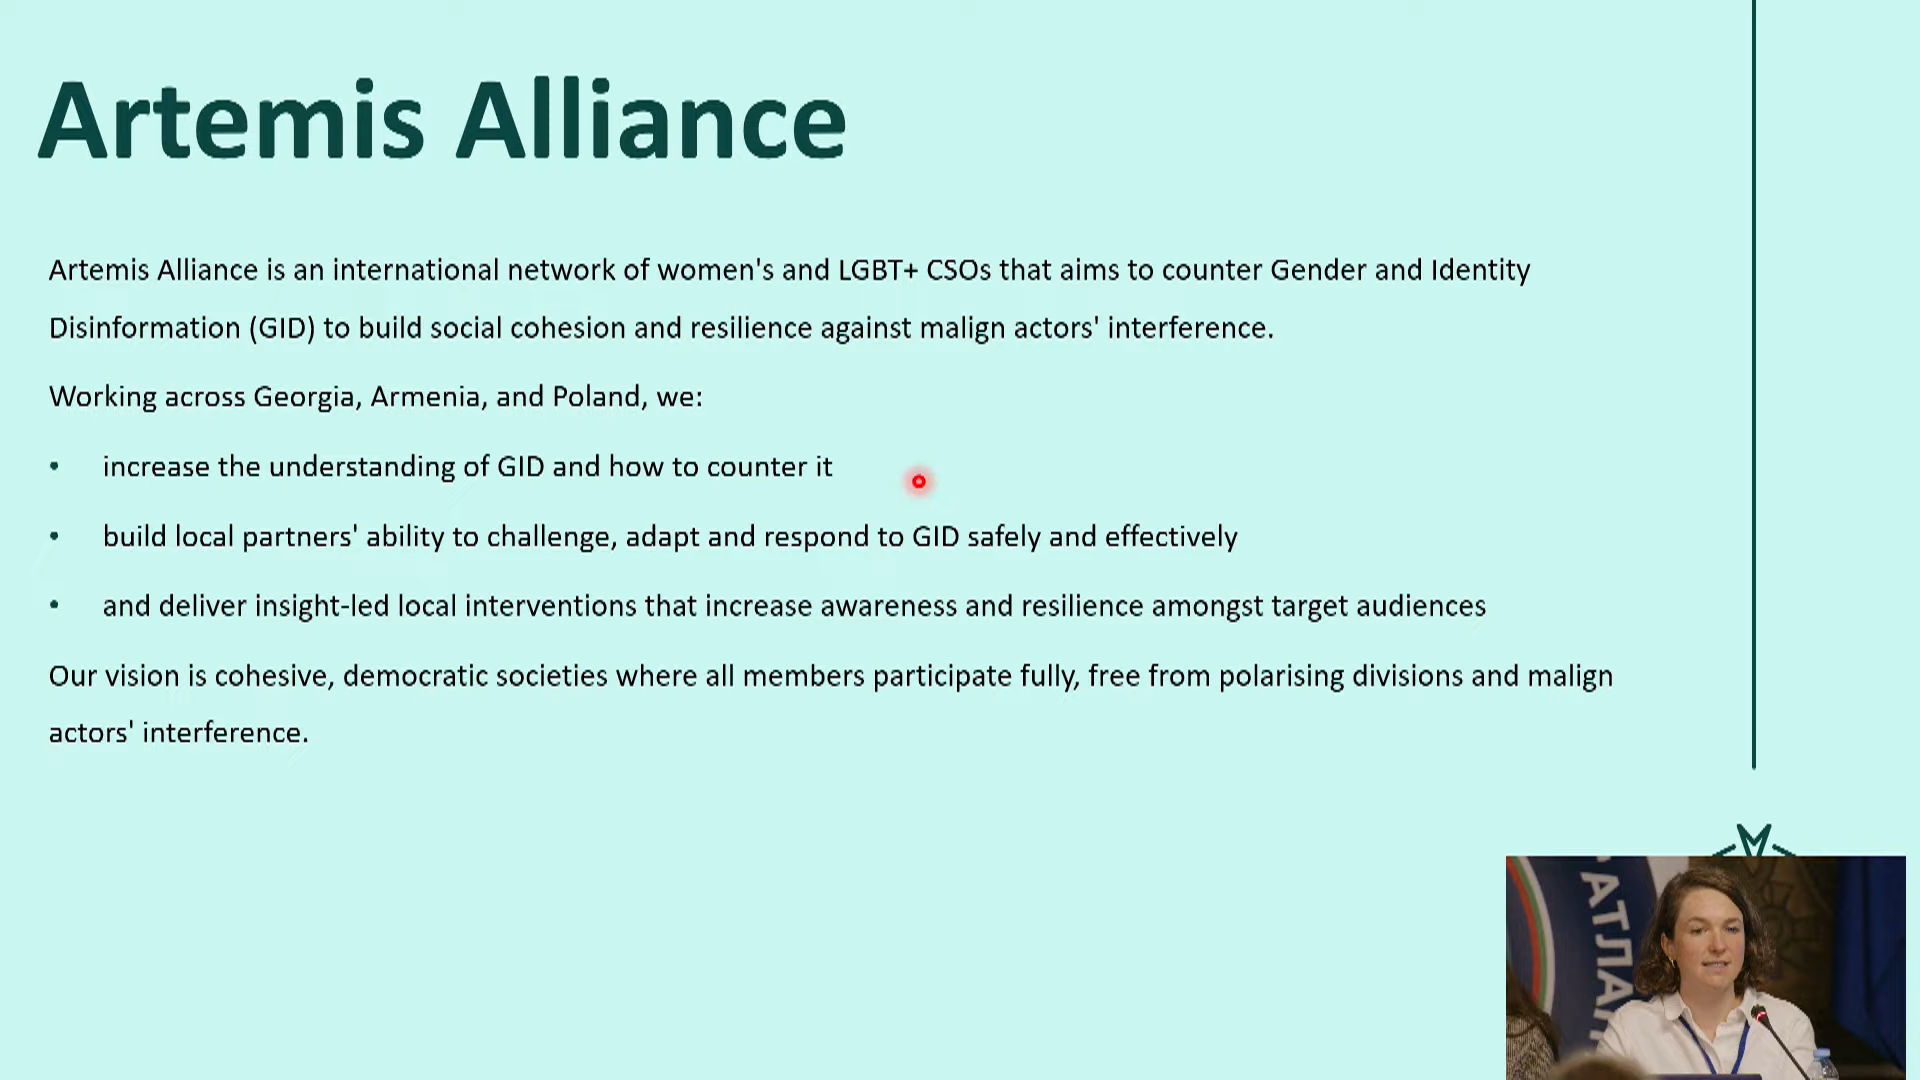 Artemis Alliance
Artemis Alliance is an international network of women's and LGBT+ CSOs that aims to counter Gender and Identity
Disinformation (GID) to build social cohesion and resilience against malign actors' interference.
Working across Georgia, Armenia, and Poland, we:
• increase the understanding of GID and how to counter it
• build local partners' ability to challenge, adapt and respond to GID safely and effectively
• and deliver insight-led local interventions that increase awareness and resilience amongst target audiences
Our vision is cohesive, democratic societies where all members participate fully, free from polarising divisions and malign
actors' interference.